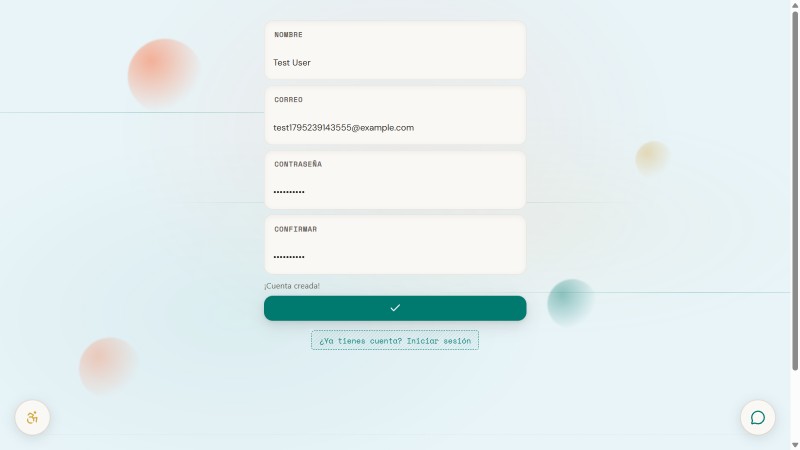 NOMBRE
Test User
CORREO
test1795239143555@example.com
CONTRASEÑA
••••••••••
CONFIRMAR
••••••••••
¡Cuenta creada!
¿Ya tienes cuenta? Iniciar sesión